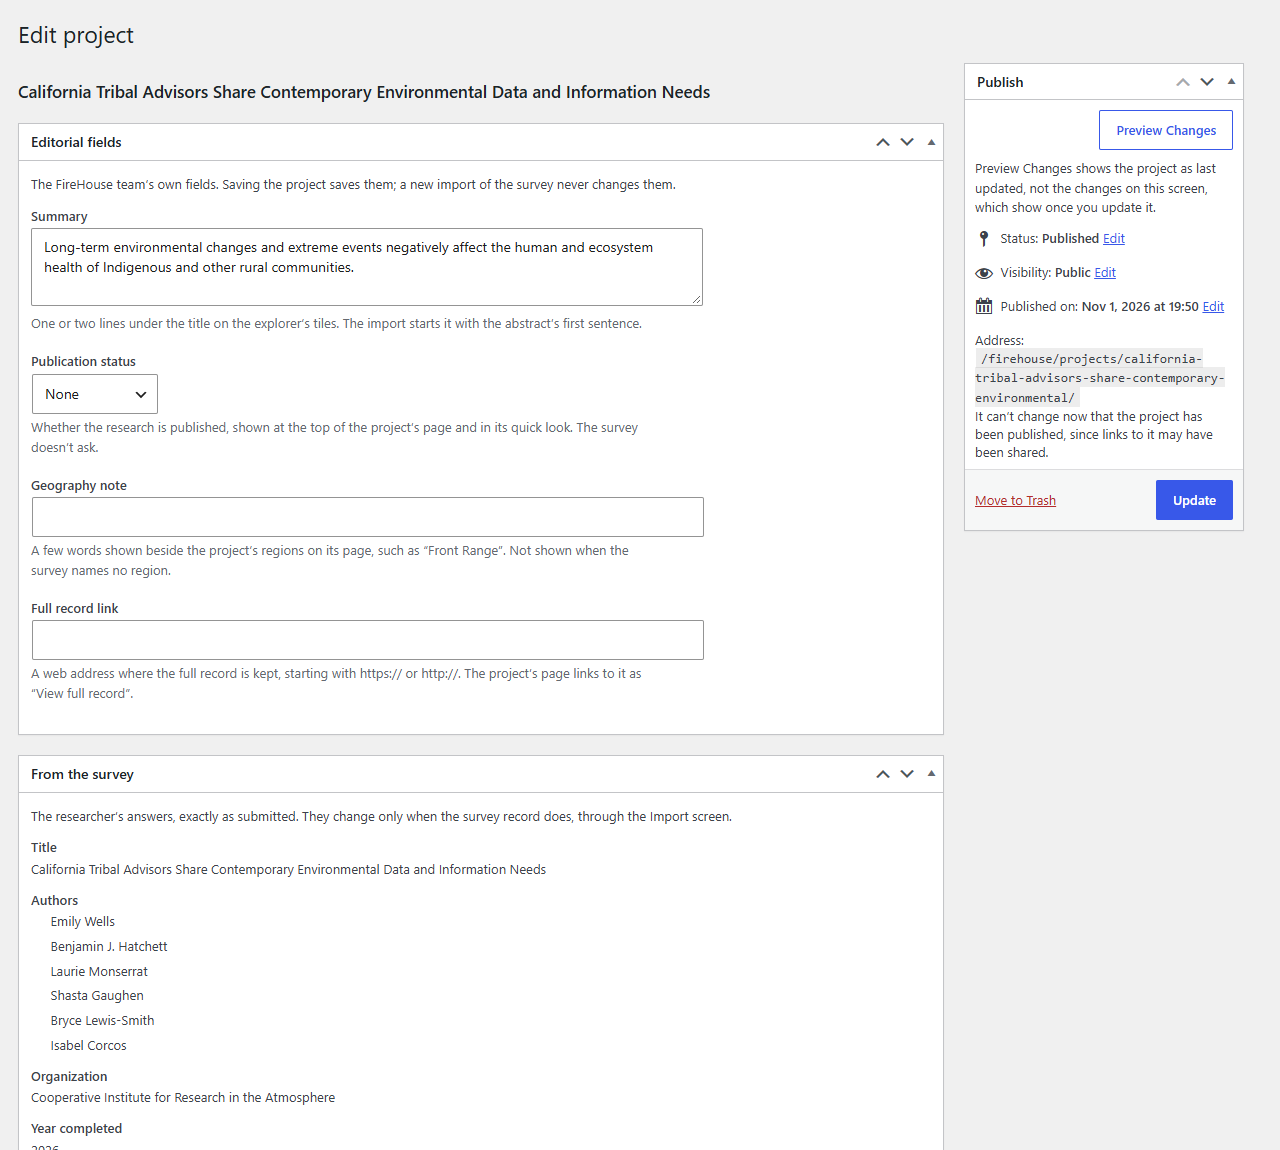 Edit project
California Tribal Advisors Share Contemporary Environmental Data and Information Needs
Editorial fields
The FireHouse team’s own fields. Saving the project saves them; a new import of the survey never changes them.
Summary
Long-term environmental changes and extreme events negatively affect the human and ecosystem
health of Indigenous and other rural communities.
One or two lines under the title on the explorer’s tiles. The import starts it with the abstract’s first sentence.
Publication status
None
Whether the research is published, shown at the top of the project’s page and in its quick look. The survey
doesn’t ask.
Geography note
A few words shown beside the project’s regions on its page, such as “Front Range”. Not shown when the
survey names no region.
Full record link
A web address where the full record is kept, starting with https:// or http://. The project’s page links to it as
“View full record”.
From the survey
The researcher’s answers, exactly as submitted. They change only when the survey record does, through the Import screen.
Title
California Tribal Advisors Share Contemporary Environmental Data and Information Needs
Authors
Emily Wells
Benjamin J. Hatchett
Laurie Monserrat
Shasta Gaughen
Bryce Lewis-Smith
Isabel Corcos
Organization
Cooperative Institute for Research in the Atmosphere
Year completed
2026
Publish
Preview Changes
Preview Changes shows the project as last
updated, not the changes on this screen,
which show once you update it.
Status: Published Edit
Visibility: Public Edit
Published on: Nov 1, 2026 at 19:50 Edit
Address:
/firehouse/projects/california-
tribal-advisors-share-contemporary-
environmental/
It can’t change now that the project has
been published, since links to it may have
been shared.
Move to Trash
Update